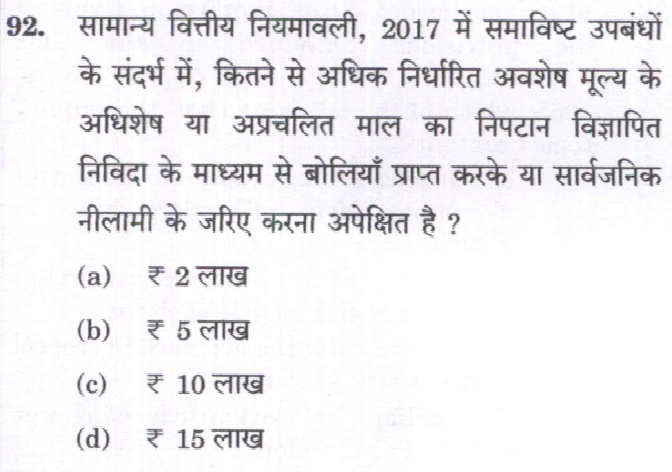 92. सामान्य वित्तीय नियमावली, 2017 में समाविष्ट उपबंधों
के संदर्भ में, कितने से अधिक निर्धारित अवशेष मूल्य के
अधिशेष या अप्रचलित माल का निपटान विज्ञापित
निविदा के माध्यम से बोलियाँ प्राप्त करके या सार्वजनिक
नीलामी के जरिए करना अपेक्षित है ?
(a) ₹ 2 लाख
(b) ₹ 5 लाख
(c) ₹ 10 लाख
(d) ₹ 15 लाख